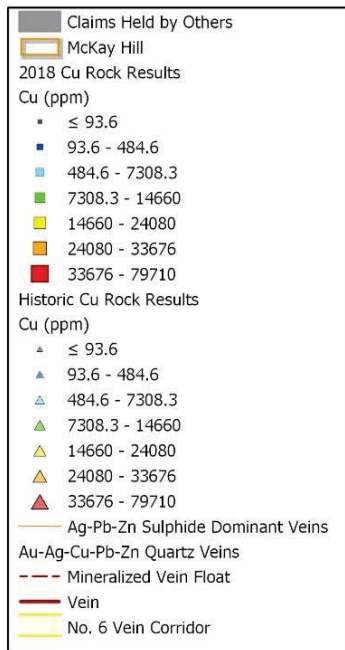 Claims Held by Others
McKay Hill
2018 Cu Rock Results
Cu (ppm)
≤ 93.6
93.6 - 484.6
484.6 - 7308.3
7308.3 - 14660
14660 - 24080
24080 - 33676
33676 - 79710
Historic Cu Rock Results
Cu (ppm)
≤ 93.6
93.6 - 484.6
484.6 - 7308.3
7308.3 - 14660
14660 - 24080
24080 - 33676
33676 - 79710
Ag-Pb-Zn Sulphide Dominant Veins
Au-Ag-Cu-Pb-Zn Quartz Veins
Mineralized Vein Float
Vein
No. 6 Vein Corridor